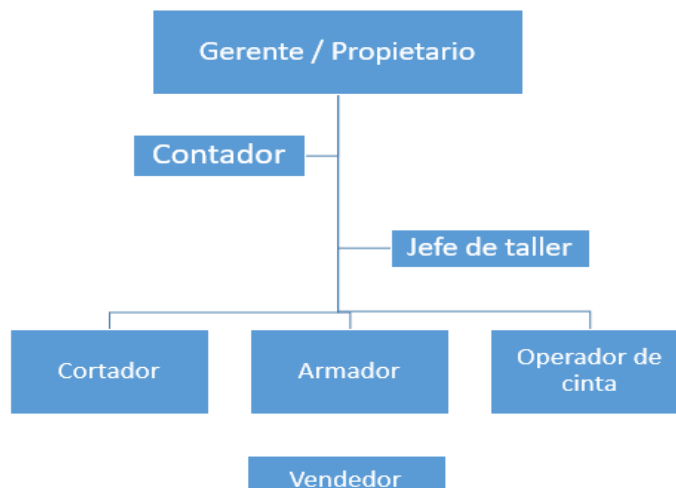 Gerente / Propietario
Contador
Jefe de taller
Cortador
Armador
Operador de
cinta
Vendedor